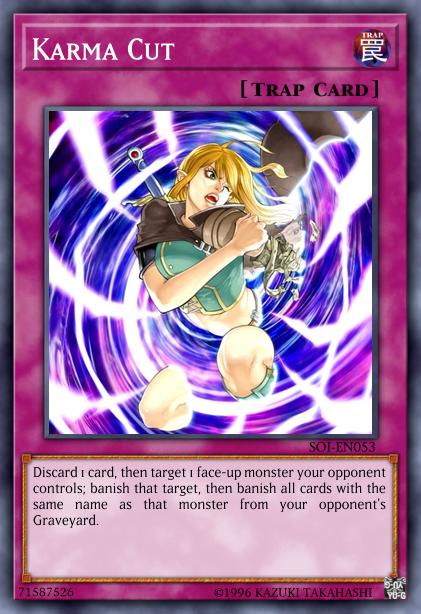 Karma Cut
TRAP
罠
[Trap Card]
SOI-EN053
Discard 1 card, then target 1 face-up monster your opponent
controls; banish that target, then banish all cards with the
same name as that monster from your opponent's
Graveyard.
71587526
©1996 KAZUKI TAKAHASHI